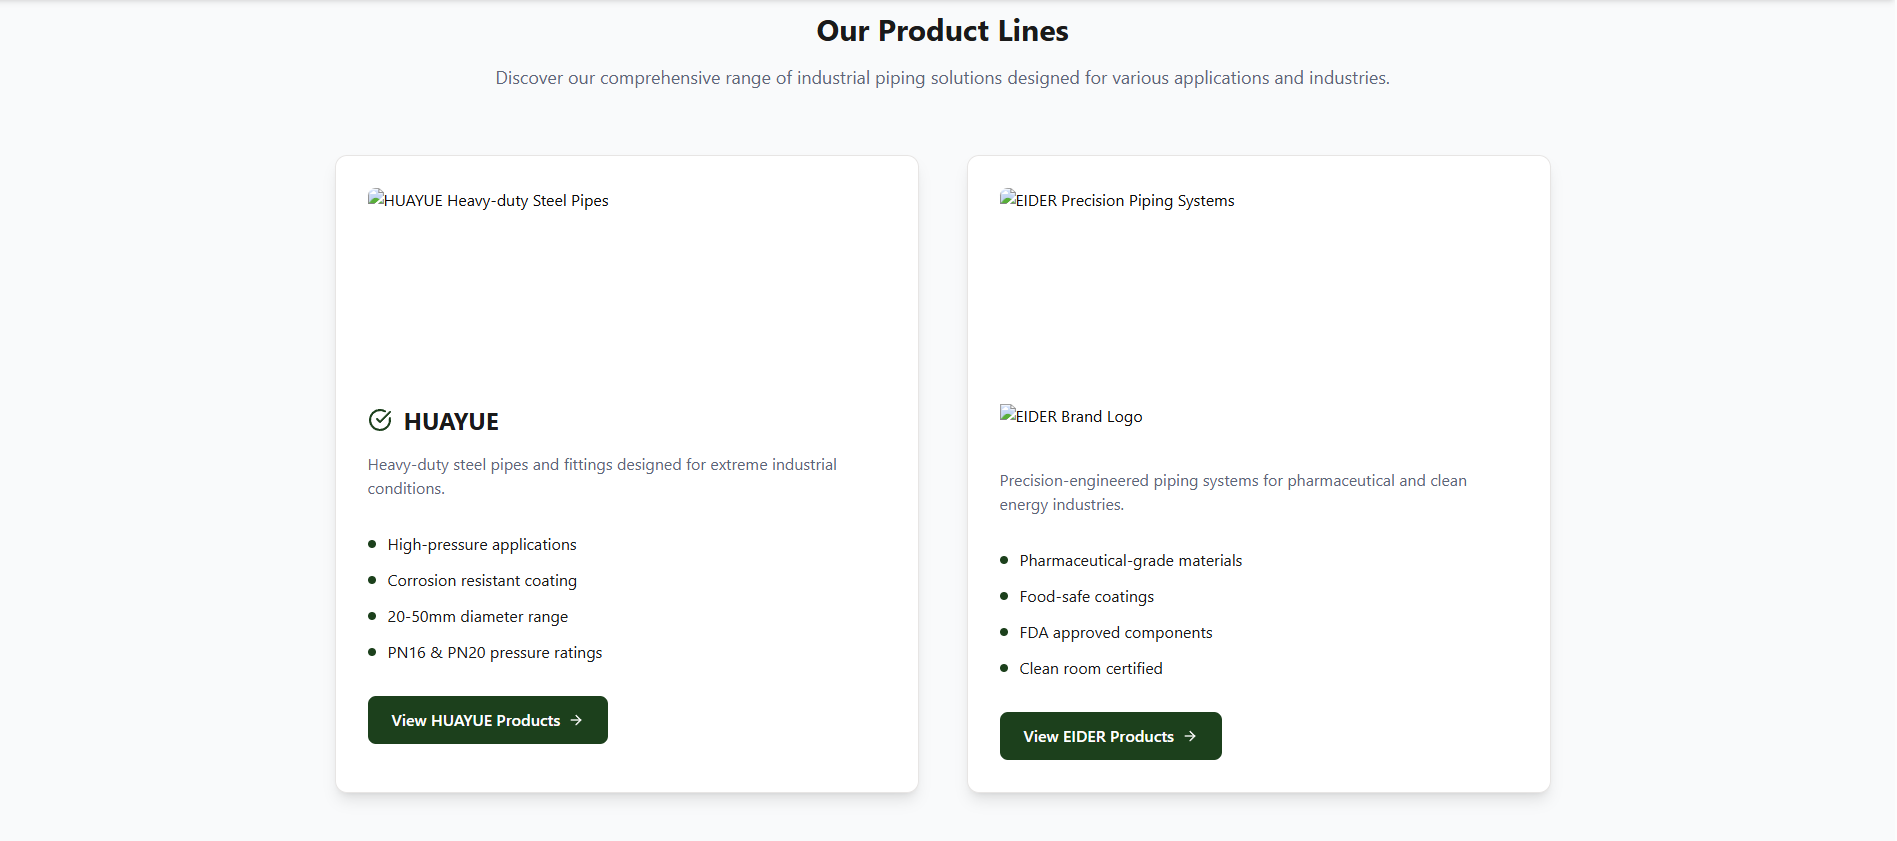 Our Product Lines
Discover our comprehensive range of industrial piping solutions designed for various applications and industries.
HUAYUE Heavy-duty Steel Pipes
HUAYUE
Heavy-duty steel pipes and fittings designed for extreme industrial
conditions.
High-pressure applications
Corrosion resistant coating
20-50mm diameter range
PN16 & PN20 pressure ratings
View HUAYUE Products
EIDER Precision Piping Systems
EIDER Brand Logo
Precision-engineered piping systems for pharmaceutical and clean
energy industries.
Pharmaceutical-grade materials
Food-safe coatings
FDA approved components
Clean room certified
View EIDER Products